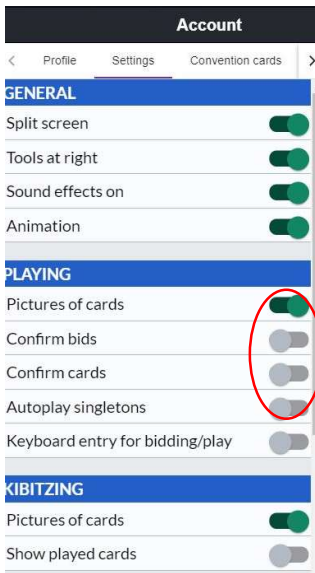 Account
Profile Settings Convention cards
GENERAL
Split screen
Tools at right
Sound effects on
Animation
PLAYING
Pictures of cards
Confirm bids
Confirm cards
Autoplay singletons
Keyboard entry for bidding/play
KIBITZING
Pictures of cards
Show played cards